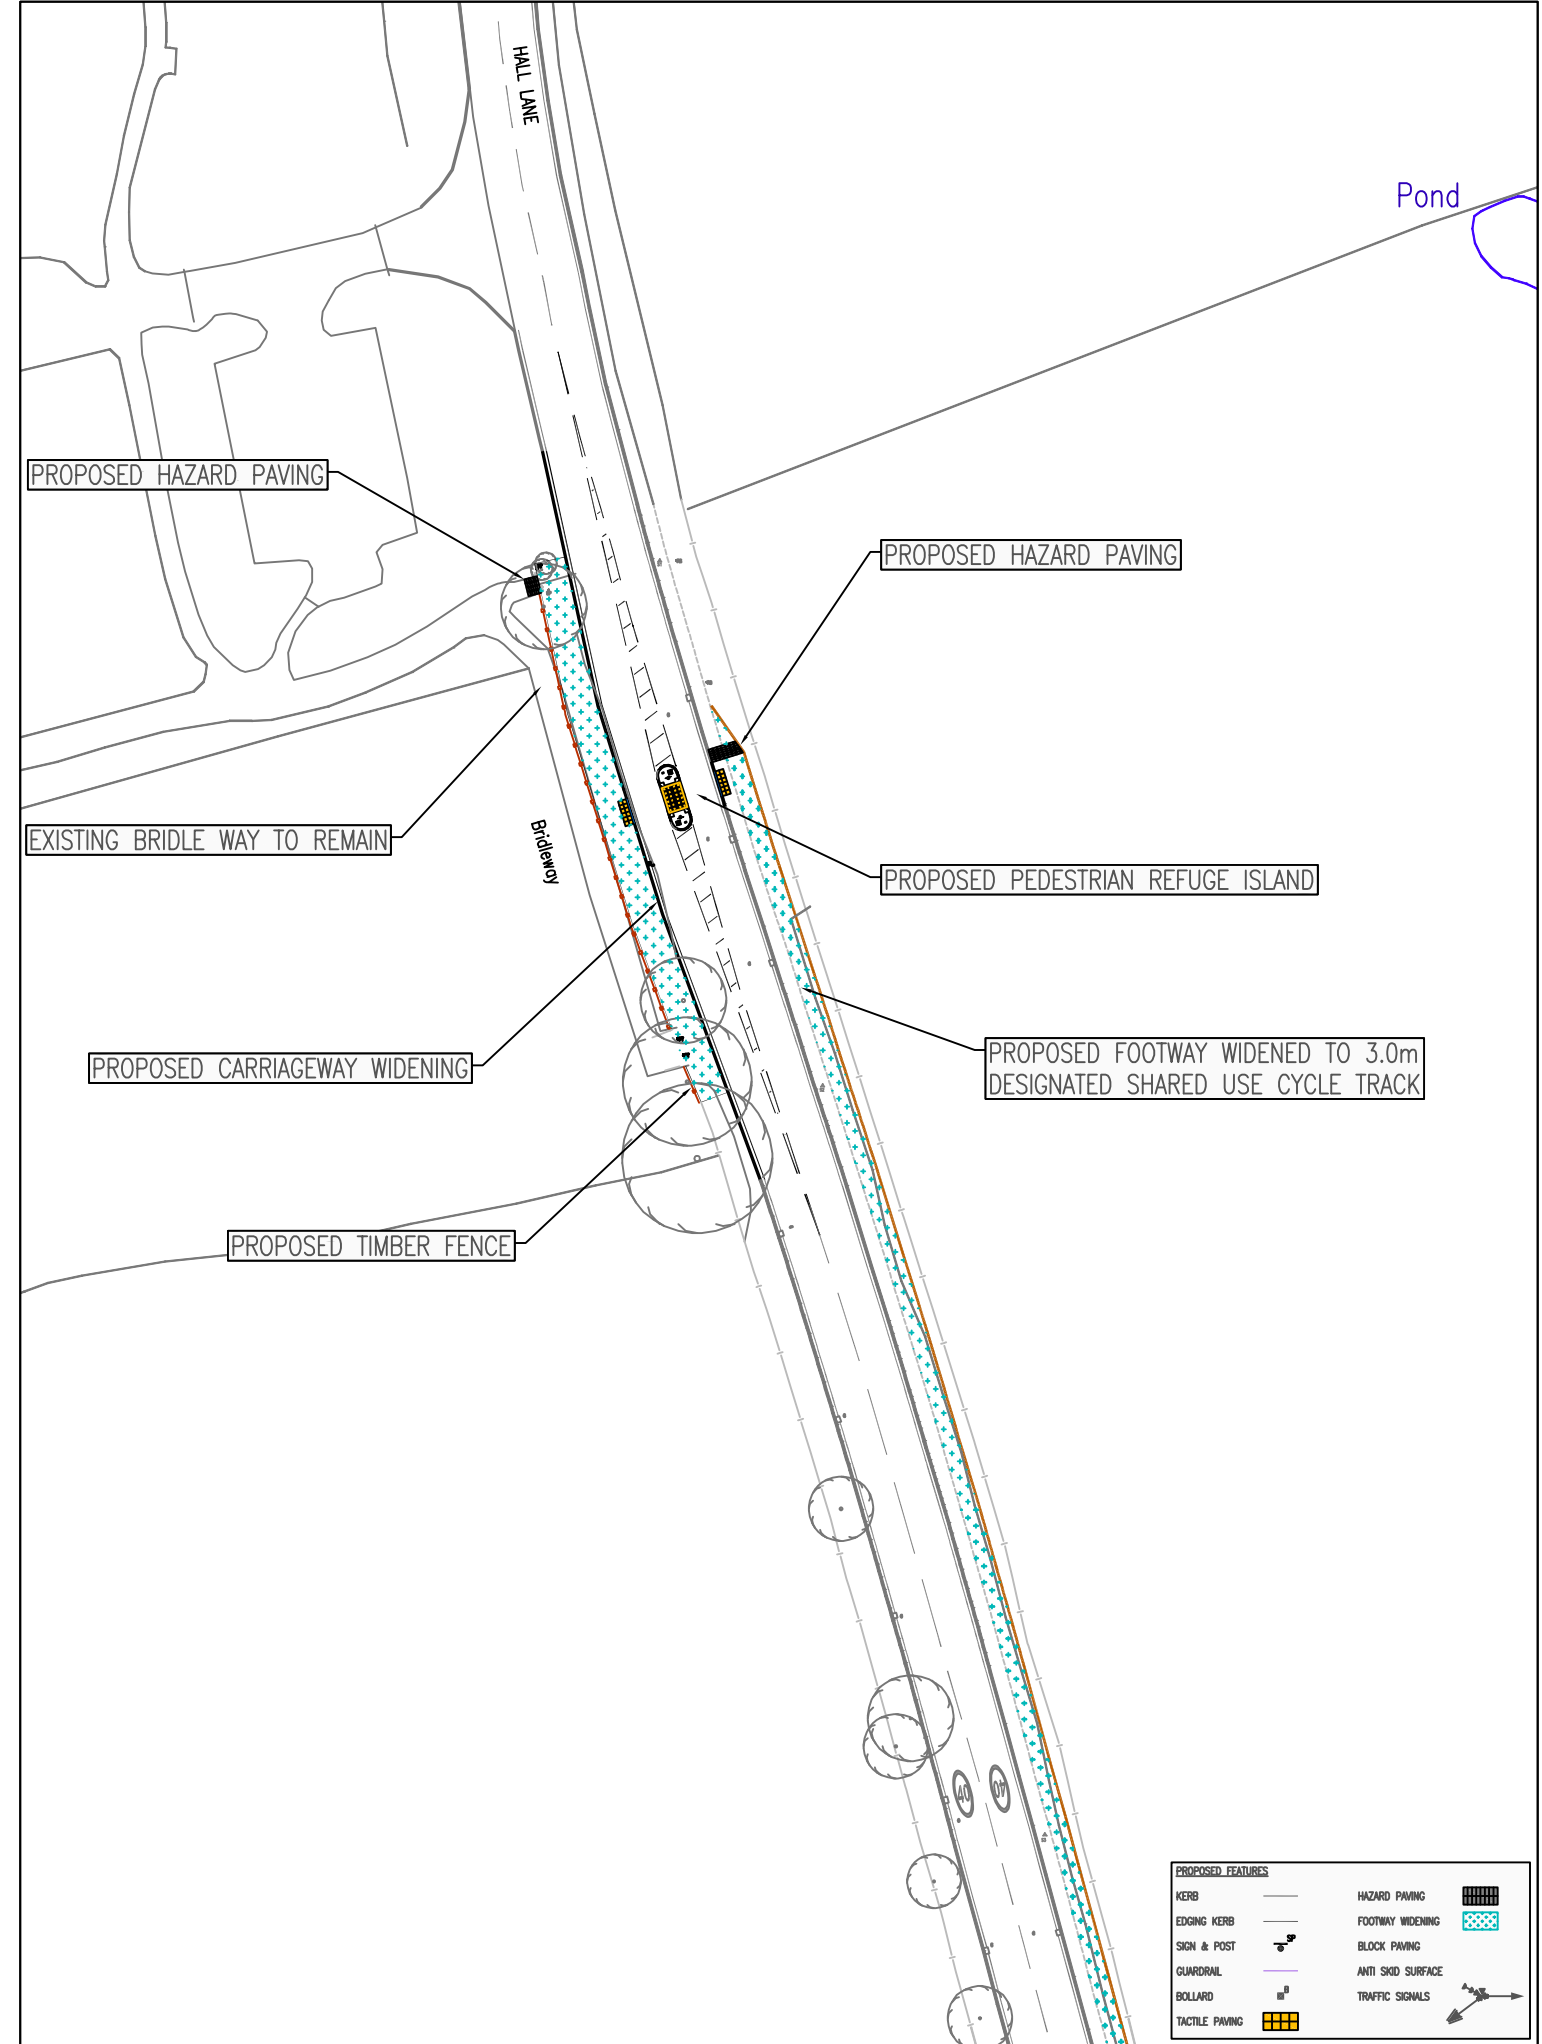 HALL LANE
Pond
PROPOSED HAZARD PAVING
PROPOSED HAZARD PAVING
EXISTING BRIDLE WAY TO REMAIN
Bridleway
PROPOSED PEDESTRIAN REFUGE ISLAND
PROPOSED CARRIAGEWAY WIDENING
PROPOSED FOOTWAY WIDENED TO 3.0m
DESIGNATED SHARED USE CYCLE TRACK
PROPOSED TIMBER FENCE
40
40
PROPOSED FEATURES
KERB
EDGING KERB
SIGN & POST
SP
GUARDRAIL
BOLLARD
B
TACTILE PAVING
HAZARD PAVING
FOOTWAY WIDENING
BLOCK PAVING
ANTI SKID SURFACE
TRAFFIC SIGNALS